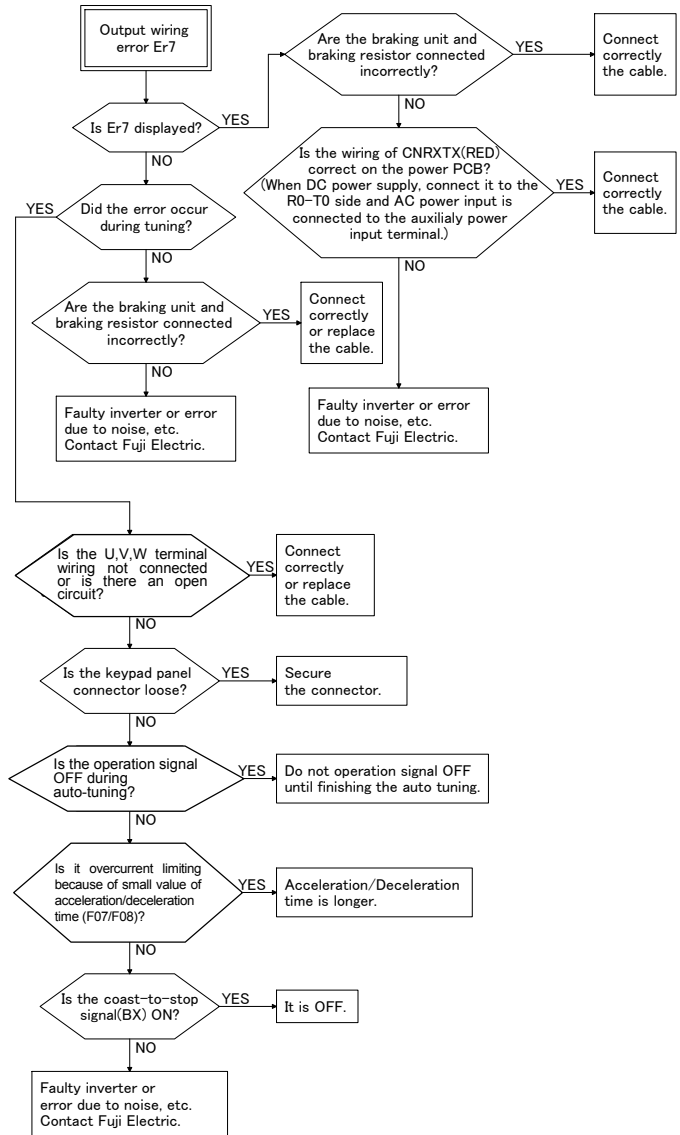 Output wiring
error Er7
Is Er7 displayed?
YES
NO
Are the braking unit and
braking resistor connected
incorrectly?
YES
Connect
correctly
the cable.
NO
Is the wiring of CNRXTX(RED)
correct on the power PCB?
(When DC power supply, connect it to the
R0-T0 side and AC power input is
connected to the auxilialy power
input terminal.)
YES
Connect
correctly
the cable.
NO
Faulty inverter or error
due to noise, etc.
Contact Fuji Electric.
YES
Did the error occur
during tuning?
NO
Are the braking unit and
braking resistor connected
incorrectly?
YES
Connect
correctly
or replace
the cable.
NO
Faulty inverter or error
due to noise, etc.
Contact Fuji Electric.
Is the U,V,W terminal
wiring not connected
or is there an open
circuit?
YES
Connect
correctly
or replace
the cable.
NO
Is the keypad panel
connector loose?
YES
Secure
the connector.
NO
Is the operation signal
OFF during
auto-tuning?
YES
Do not operation signal OFF
until finishing the auto tuning.
NO
Is it overcurrent limiting
because of small value of
acceleration/deceleration
time (F07/F08)?
YES
Acceleration/Deceleration
time is longer.
NO
Is the coast-to-stop
signal(BX) ON?
YES
It is OFF.
NO
Faulty inverter or
error due to noise, etc.
Contact Fuji Electric.